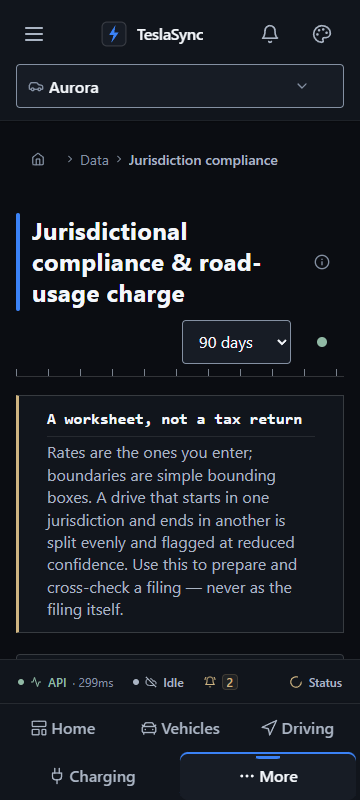 TeslaSync
Aurora
Data
Jurisdiction compliance
Jurisdictional
compliance & road-
usage charge
90 days
A worksheet, not a tax return
Rates are the ones you enter;
boundaries are simple bounding
boxes. A drive that starts in one
jurisdiction and ends in another is
split evenly and flagged at reduced
confidence. Use this to prepare and
cross-check a filing — never as the
filing itself.
API · 299ms Idle 2 Status
Home Vehicles Driving
Charging More